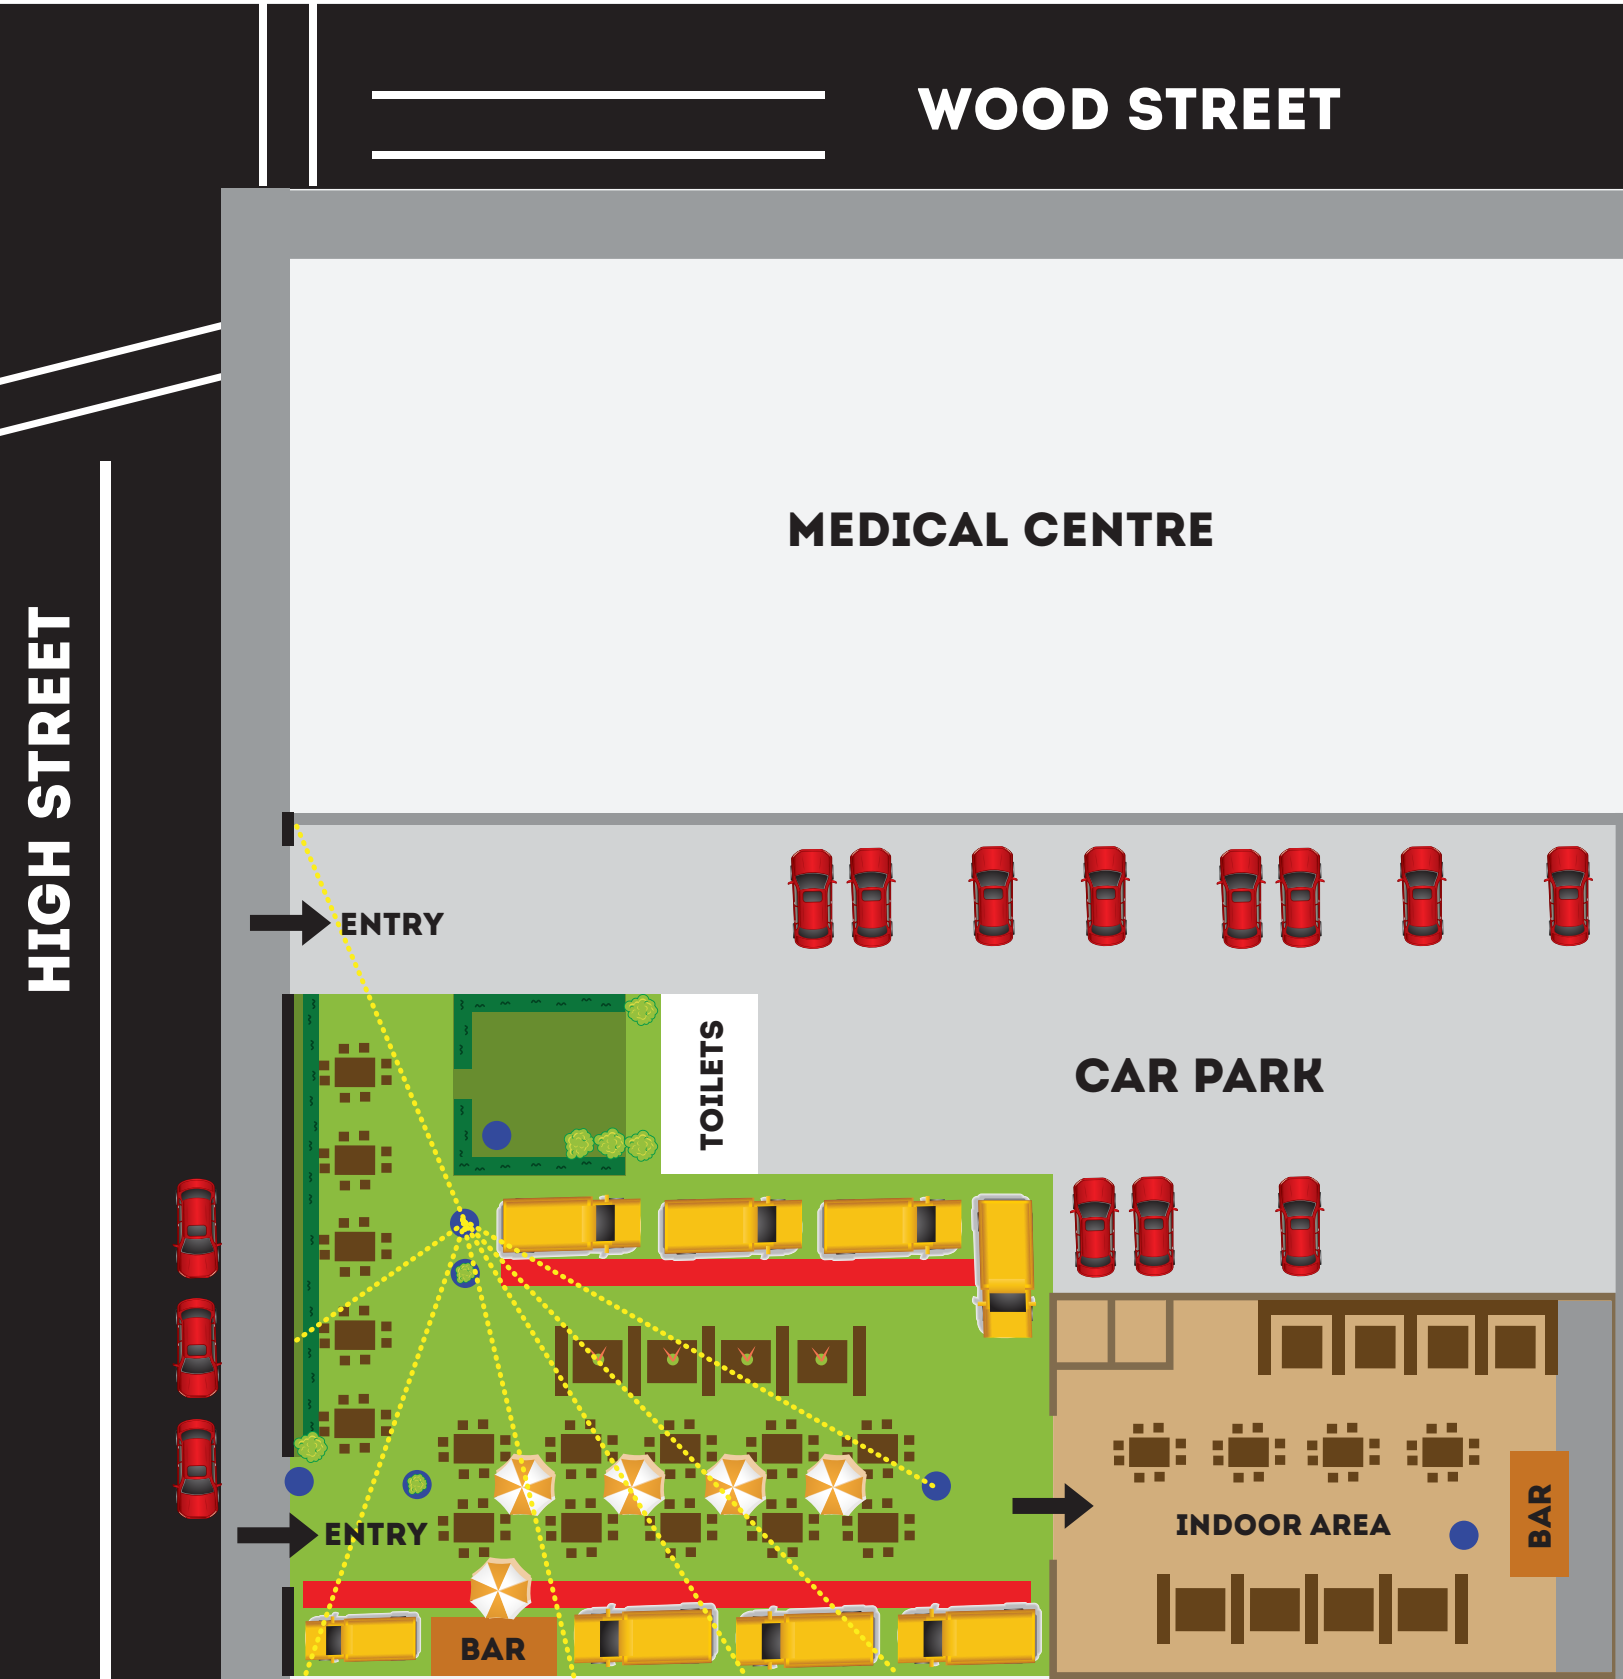 WOOD STREET
MEDICAL CENTRE
HIGH STREET
ENTRY
TOILETS
CAR PARK
ENTRY
INDOOR AREA
BAR
BAR